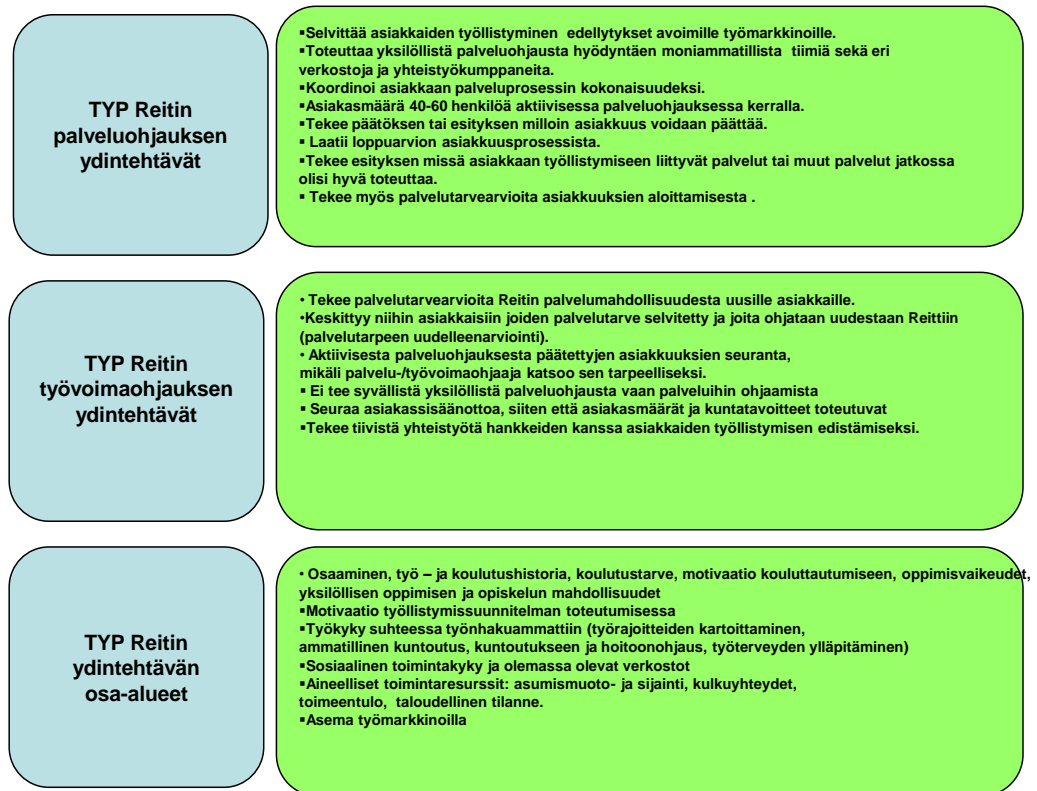 TYP Reitin
palveluohjauksen
ydintehtävät
▪Selvittää asiakkaiden työllistyminen edellytykset avoimille työmarkkinoille.
▪Toteuttaa yksilöllistä palveluohjausta hyödyntäen moniammatillista tiimiä sekä eri
verkostoja ja yhteistyökumppaneita.
▪Koordinoi asiakkaan palveluprosessin kokonaisuudeksi.
▪Asiakasmäärä 40-60 henkilöä aktiivisessa palveluohjauksessa kerralla.
▪Tekee päätöksen tai esityksen milloin asiakkuus voidaan päättää.
▪ Laatii loppuarvion asiakkuusprosessista.
▪Tekee esityksen missä asiakkaan työllistymiseen liittyvät palvelut tai muut palvelut jatkossa
olisi hyvä toteuttaa.
▪ Tekee myös palvelutarvearvioita asiakkuuksien aloittamisesta .
TYP Reitin
työvoimaohjauksen
ydintehtävät
• Tekee palvelutarvearvioita Reitin palvelumahdollisuudesta uusille asiakkaille.
•Keskittyy niihin asiakkaisiin joiden palvelutarve selvitetty ja joita ohjataan uudestaan Reittiin
(palvelutarpeen uudelleenarviointi).
• Aktiivisesta palveluohjauksesta päätettyjen asiakkuuksien seuranta,
mikäli palvelu-/työvoimaohjaaja katsoo sen tarpeelliseksi.
▪ Ei tee syvällistä yksilöllistä palveluohjausta vaan palveluihin ohjaamista
▪ Seuraa asiakassisäänottoa, siiten että asiakasmäärät ja kuntatavoitteet toteutuvat
▪Tekee tiivistä yhteistyötä hankkeiden kanssa asiakkaiden työllistymisen edistämiseksi.
TYP Reitin
ydintehtävän
osa-alueet
• Osaaminen, työ – ja koulutushistoria, koulutustarve, motivaatio kouluttautumiseen, oppimisvaikeudet,
yksilöllisen oppimisen ja opiskelun mahdollisuudet
▪Motivaatio työllistymissuunnitelman toteutumisessa
▪Työkyky suhteessa työnhakuammattiin (työrajoitteiden kartoittaminen,
ammatillinen kuntoutus, kuntoutukseen ja hoitoonohjaus, työterveyden ylläpitäminen)
▪Sosiaalinen toimintakyky ja olemassa olevat verkostot
▪Aineelliset toimintaresurssit: asumismuoto- ja sijainti, kulkuyhteydet,
toimeentulo, taloudellinen tilanne.
▪Asema työmarkkinoilla